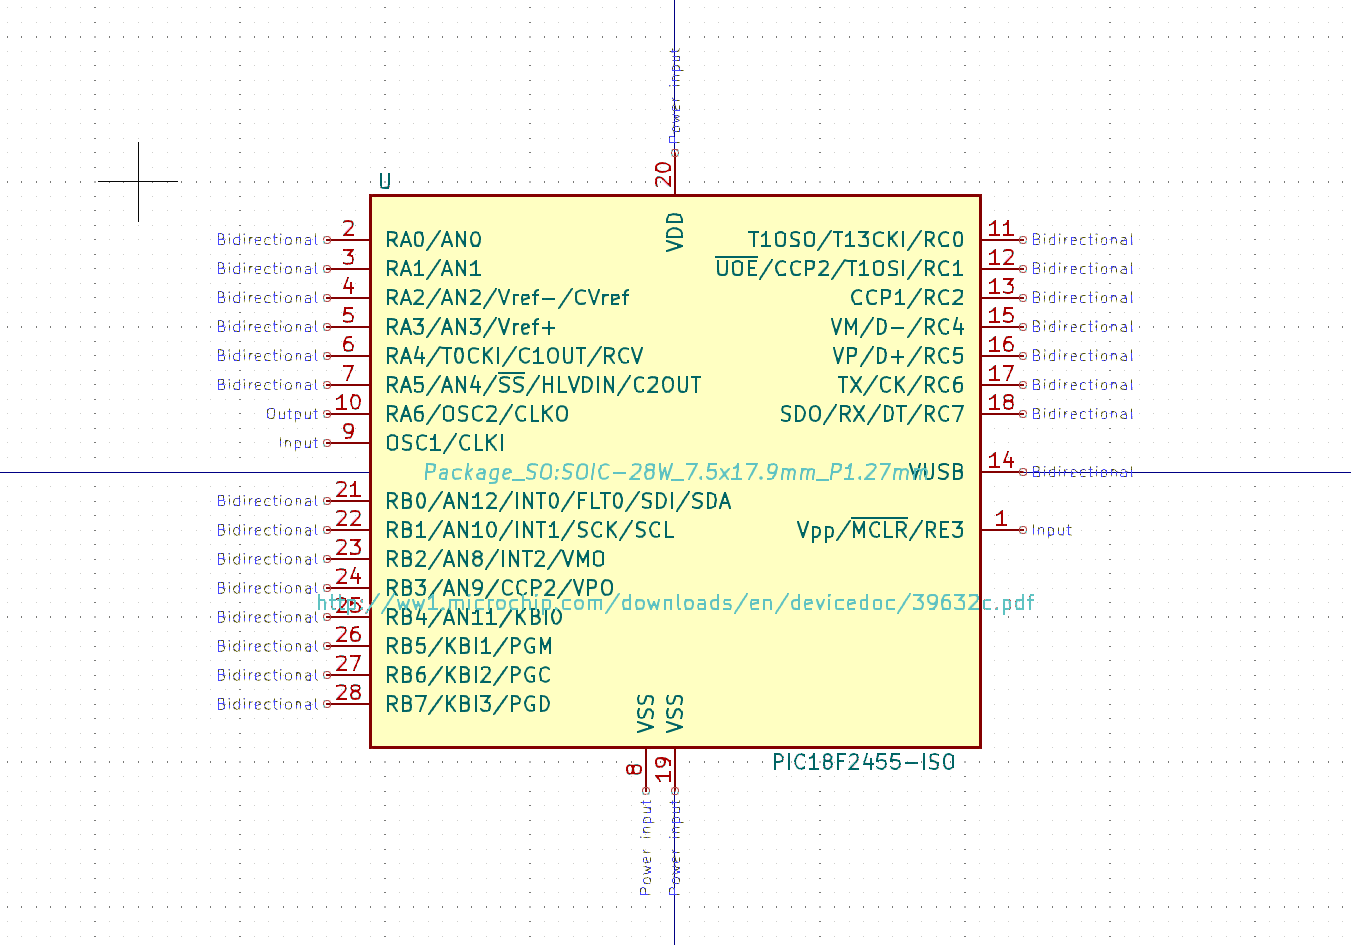 Power input
20
U
VDD
Bidirectional 2 RA0/AN0
T1OSO/T13CKI/RC0 11 Bidirectional
Bidirectional 3 RA1/AN1
UOE/CCP2/T1OSI/RC1 12 Bidirectional
Bidirectional 4 RA2/AN2/Vref-/CVref
CCP1/RC2 13 Bidirectional
Bidirectional 5 RA3/AN3/Vref+
VM/D-/RC4 15 Bidirectional
Bidirectional 6 RA4/T0CKI/C1OUT/RCV
VP/D+/RC5 16 Bidirectional
Bidirectional 7 RA5/AN4/SS/HLVDIN/C2OUT
TX/CK/RC6 17 Bidirectional
Output 10 RA6/OSC2/CLKO
SDO/RX/DT/RC7 18 Bidirectional
Input 9 OSC1/CLKI
Package_SO:SOIC-28W_7.5x17.9mm_P1.27mm
VUSB 14 Bidirectional
Bidirectional 21 RB0/AN12/INT0/FLT0/SDI/SDA
Bidirectional 22 RB1/AN10/INT1/SCK/SCL
Vpp/MCLR/RE3 1 Input
Bidirectional 23 RB2/AN8/INT2/VMO
Bidirectional 24 RB3/AN9/CCP2/VPO
http://ww1.microchip.com/downloads/en/devicedoc/39632c.pdf
Bidirectional 25 RB4/AN11/KBI0
Bidirectional 26 RB5/KBI1/PGM
Bidirectional 27 RB6/KBI2/PGC
Bidirectional 28 RB7/KBI3/PGD
VSS
VSS
PIC18F2455-ISO
8
19
Power input
Power input